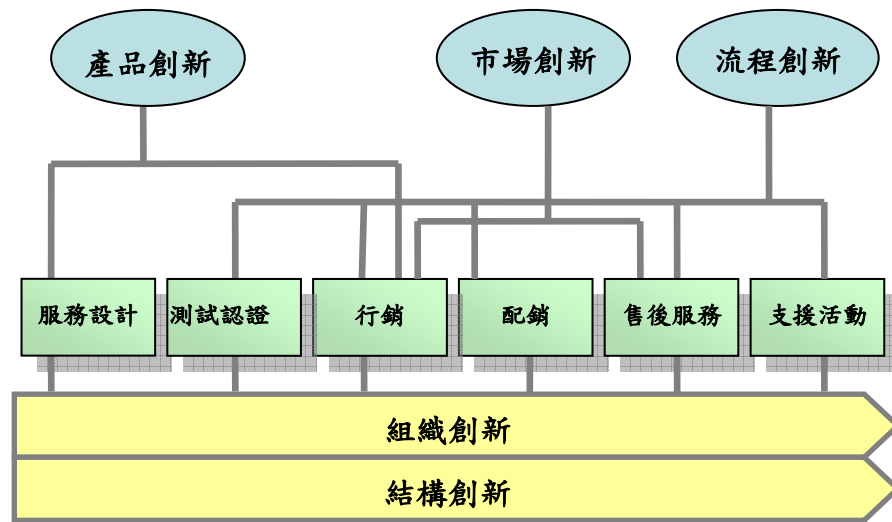 產品創新
市場創新
流程創新
服務設計
測試認證
行銷
配銷
售後服務
支援活動
組織創新
結構創新